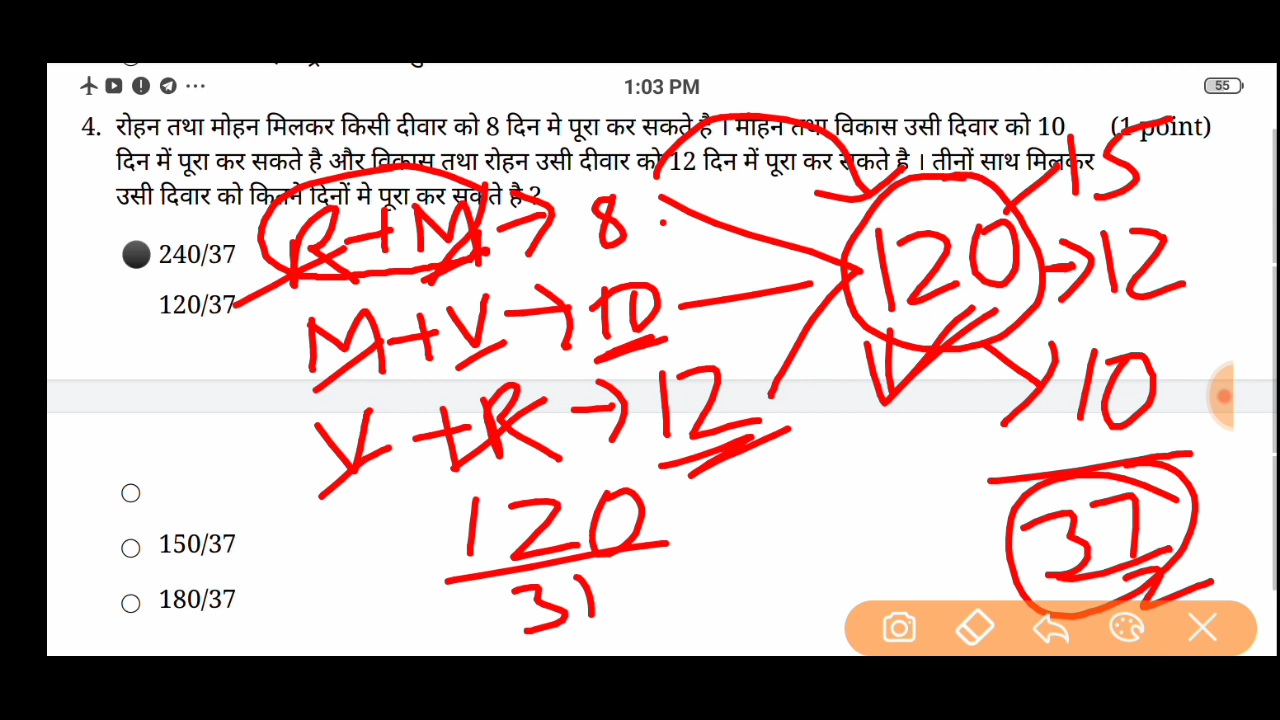 1:03 PM
55
4. रोहन तथा मोहन मिलकर किसी दीवार को 8 दिन मे पूरा कर सकते है । मोहन तथा विकास उसी दिवार को 10 (1 point)
दिन में पूरा कर सकते है और विकास तथा रोहन उसी दीवार को 12 दिन में पूरा कर सकते है । तीनों साथ मिलकर
उसी दिवार को कितने दिनों मे पूरा कर सकते है ?
R+M → 8
15
240/37
120 → 12
120/37
M+V → 10
10
V+R → 12
37
2
120
37
150/37
180/37